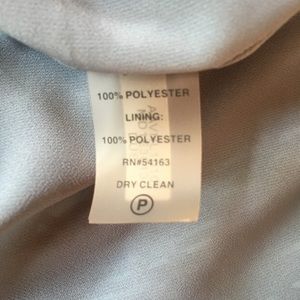 100% POLYESTER
LINING:
100% POLYESTER
RN#54163
DRY CLEAN
P